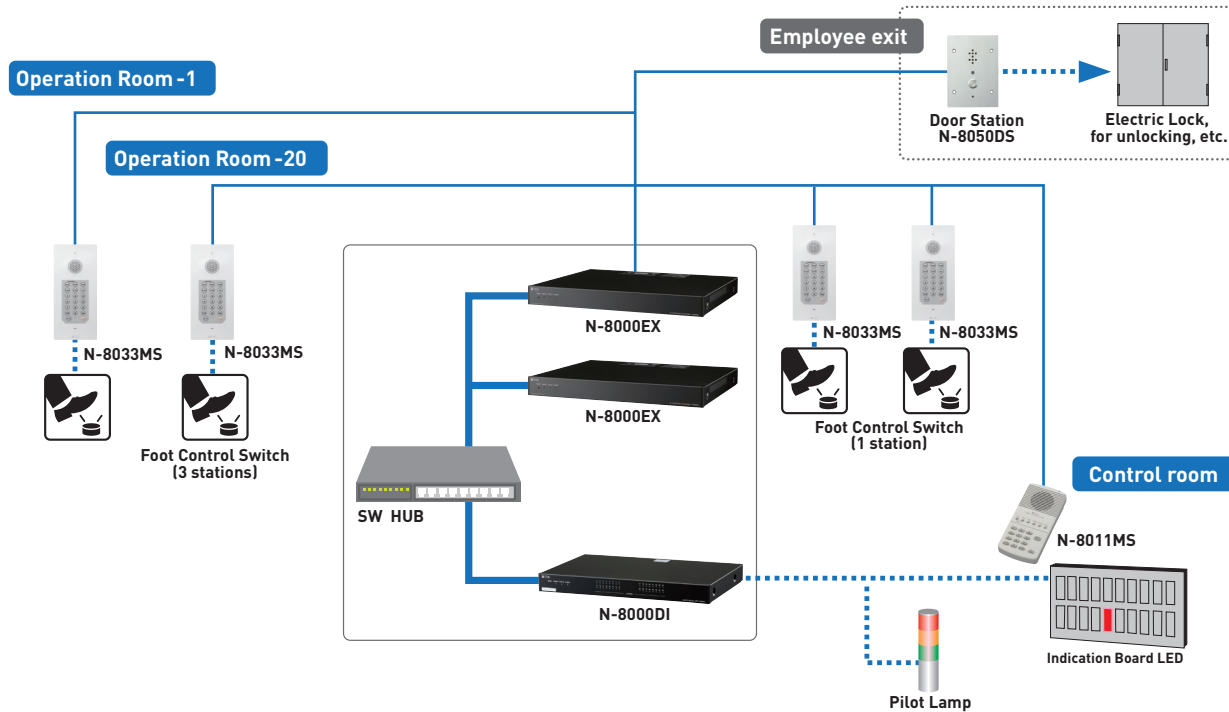 Employee exit
Operation Room-1
Door Station
N-8050DS
Electric Lock,
for unlocking, etc.
Operation Room-20
N-8033MS
N-8033MS
Foot Control Switch
(3 stations)
N-8000EX
N-8000EX
SW HUB
N-8000DI
N-8033MS
N-8033MS
Foot Control Switch
(1 station)
Control room
N-8011MS
Indication Board LED
Pilot Lamp